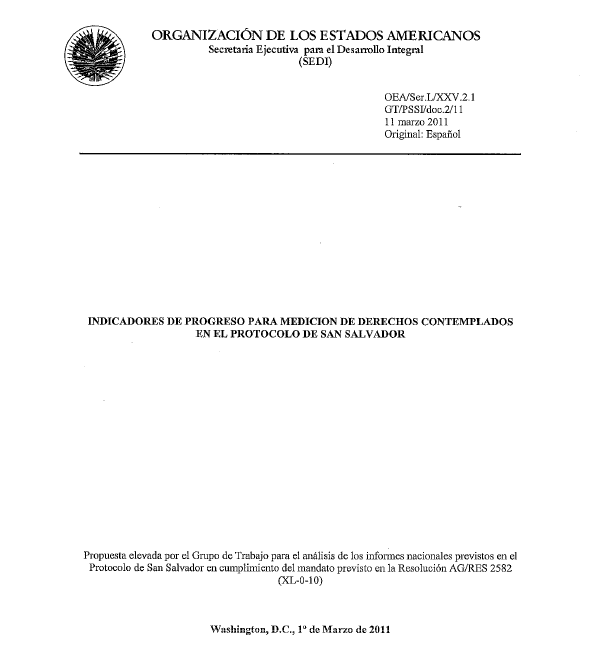 ORGANIZACIÓN DE LOS ESTADOS AMERICANOS
Secretaria Ejecutiva para el Desarrollo Integral
(SEDI)
OEA/Ser.L/XXV.2.1
GT/PSSI/doc.2/11
11 marzo 2011
Original: Español
INDICADORES DE PROGRESO PARA MEDICION DE DERECHOS CONTEMPLADOS
EN EL PROTOCOLO DE SAN SALVADOR
Propuesta elevada por el Grupo de Trabajo para el análisis de los informes nacionales previstos en el
Protocolo de San Salvador en cumplimiento del mandato previsto en la Resolución AG/RES 2582
(XL-0-10)
Washington, D.C., 1º de Marzo de 2011